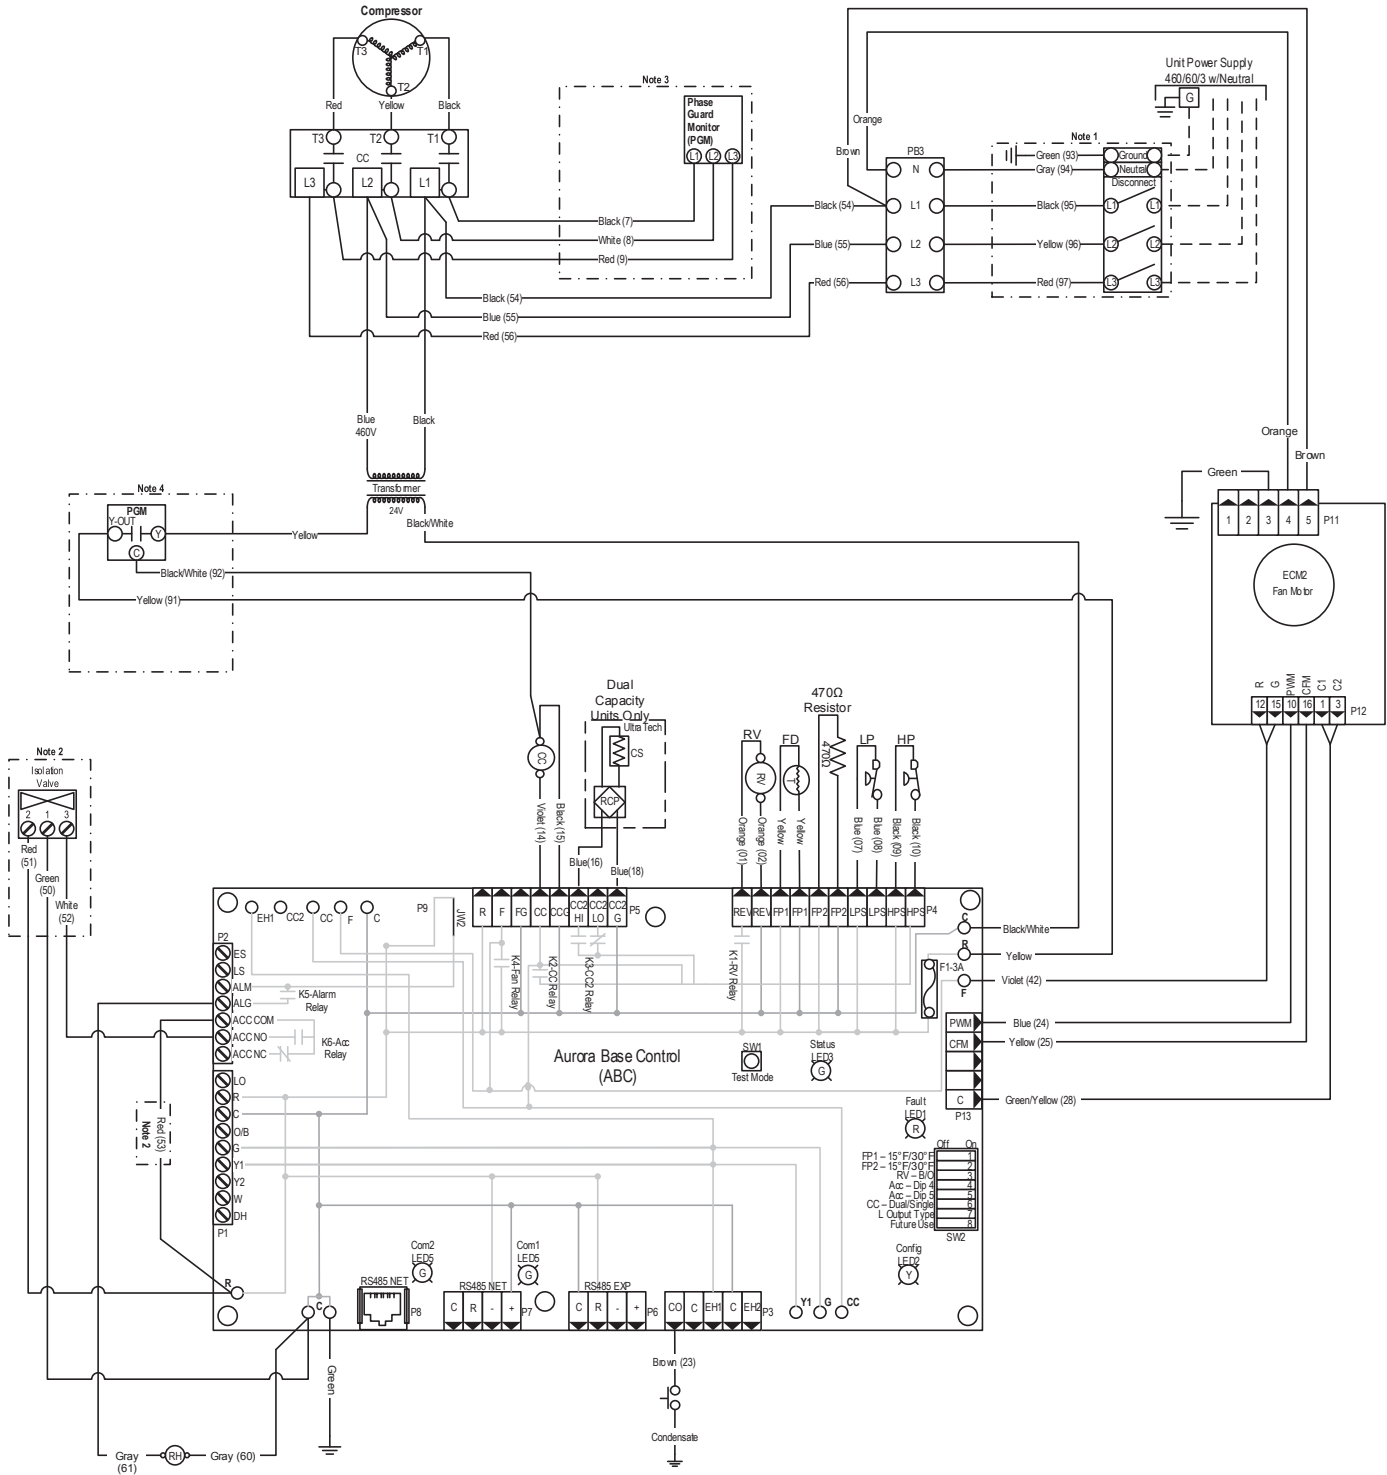 Compressor
T3
T1
T2
Red
Yellow
Black
T3
T2
T1
CC
L3
L2
L1
Note 3
Phase
Guard
Monitor
(PGM)
L1
L2
L3
Black (7)
White (8)
Red (9)
Black (54)
Blue (55)
Red (56)
Orange
Brown
PB3
N
L1
L2
L3
Black (54)
Blue (55)
Red (56)
Unit Power Supply
460/60/3 w/Neutral
G
Note 1
Green (93)
Ground
Gray (94)
Neutral
Disconnect
Black (95)
L1
L1
Yellow (96)
L2
L2
Red (97)
L3
L3
Blue
460V
Black
Transformer
24V
Black/White
Yellow
Note 4
PGM
Y-OUT
Y
C
Black/White (92)
Yellow (91)
Orange
Brown
Green
1
2
3
4
5
P11
ECM2
Fan Motor
R
G
PWM
CFM
C1
C2
12
15
10
16
1
3
P12
Note 2
Isolation
Valve
2
1
3
Red
(51)
Green
(50)
White
(52)
CC
Violet (14)
Black (15)
Dual
Capacity
Units Only
UltraTech
CS
RCP
Blue(16)
Blue(18)
RV
RV
Orange (01)
Orange (02)
FD
T
Yellow
Yellow
470Ω
Resistor
470Ω
LP
Blue (07)
Blue (08)
HP
Black (09)
Black (10)
EH1
CC2
CC
F
C
P9
JW2
R
F
FG
CC
CCG
CC2
HI
CC2
LO
CC2
G
P5
REV
REV
FP1
FP1
FP2
FP2
LPS
LPS
HPS
HPS
P4
C
Black/White
R
Yellow
F1-3A
F
Violet (42)
P2
ES
LS
ALM
ALG
ACC COM
ACC NO
ACC NC
K5-Alarm
Relay
K6-Acc
Relay
K4-Fan Relay
K2-CC Relay
K3-CC2 Relay
K1-RV Relay
PWM
Blue (24)
CFM
Yellow (25)
C
Green/Yellow (28)
P13
Aurora Base Control
(ABC)
SW1
Test Mode
Status
LED3
G
LO
R
C
O/B
G
Y1
Y2
W
DH
P1
Red (53)
Note 2
Fault
LED1
R
Off
On
FP1 – 15°F/30°F
1
FP2 – 15°F/30°F
2
RV – B/O
3
Acc – Dip 4
4
Acc – Dip 5
5
CC – Dual/Single
6
L Output Type
7
Future Use
8
SW2
Config
LED2
Y
R
C
Com2
LED5
G
RS485 NET
P8
RS485 NET
C
R
-
+
P7
Com1
LED5
G
RS485 EXP
C
R
-
+
P6
CO
C
EH1
C
EH2
P3
Y1
G
CC
Brown (23)
Condensate
Green
Gray
(61)
RH
Gray (60)